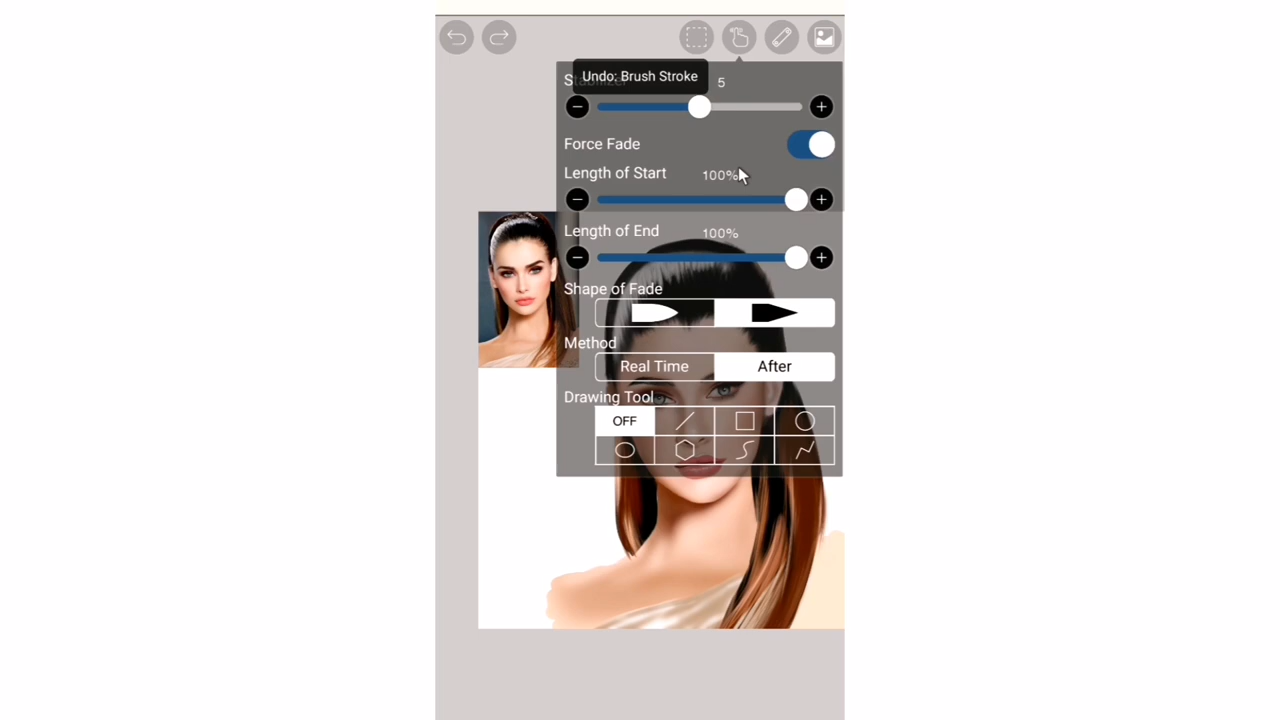 Undo: Brush Stroke
5
Force Fade
Length of Start 100%
Length of End 100%
Shape of Fade
Method
Real Time After
Drawing Tool
OFF